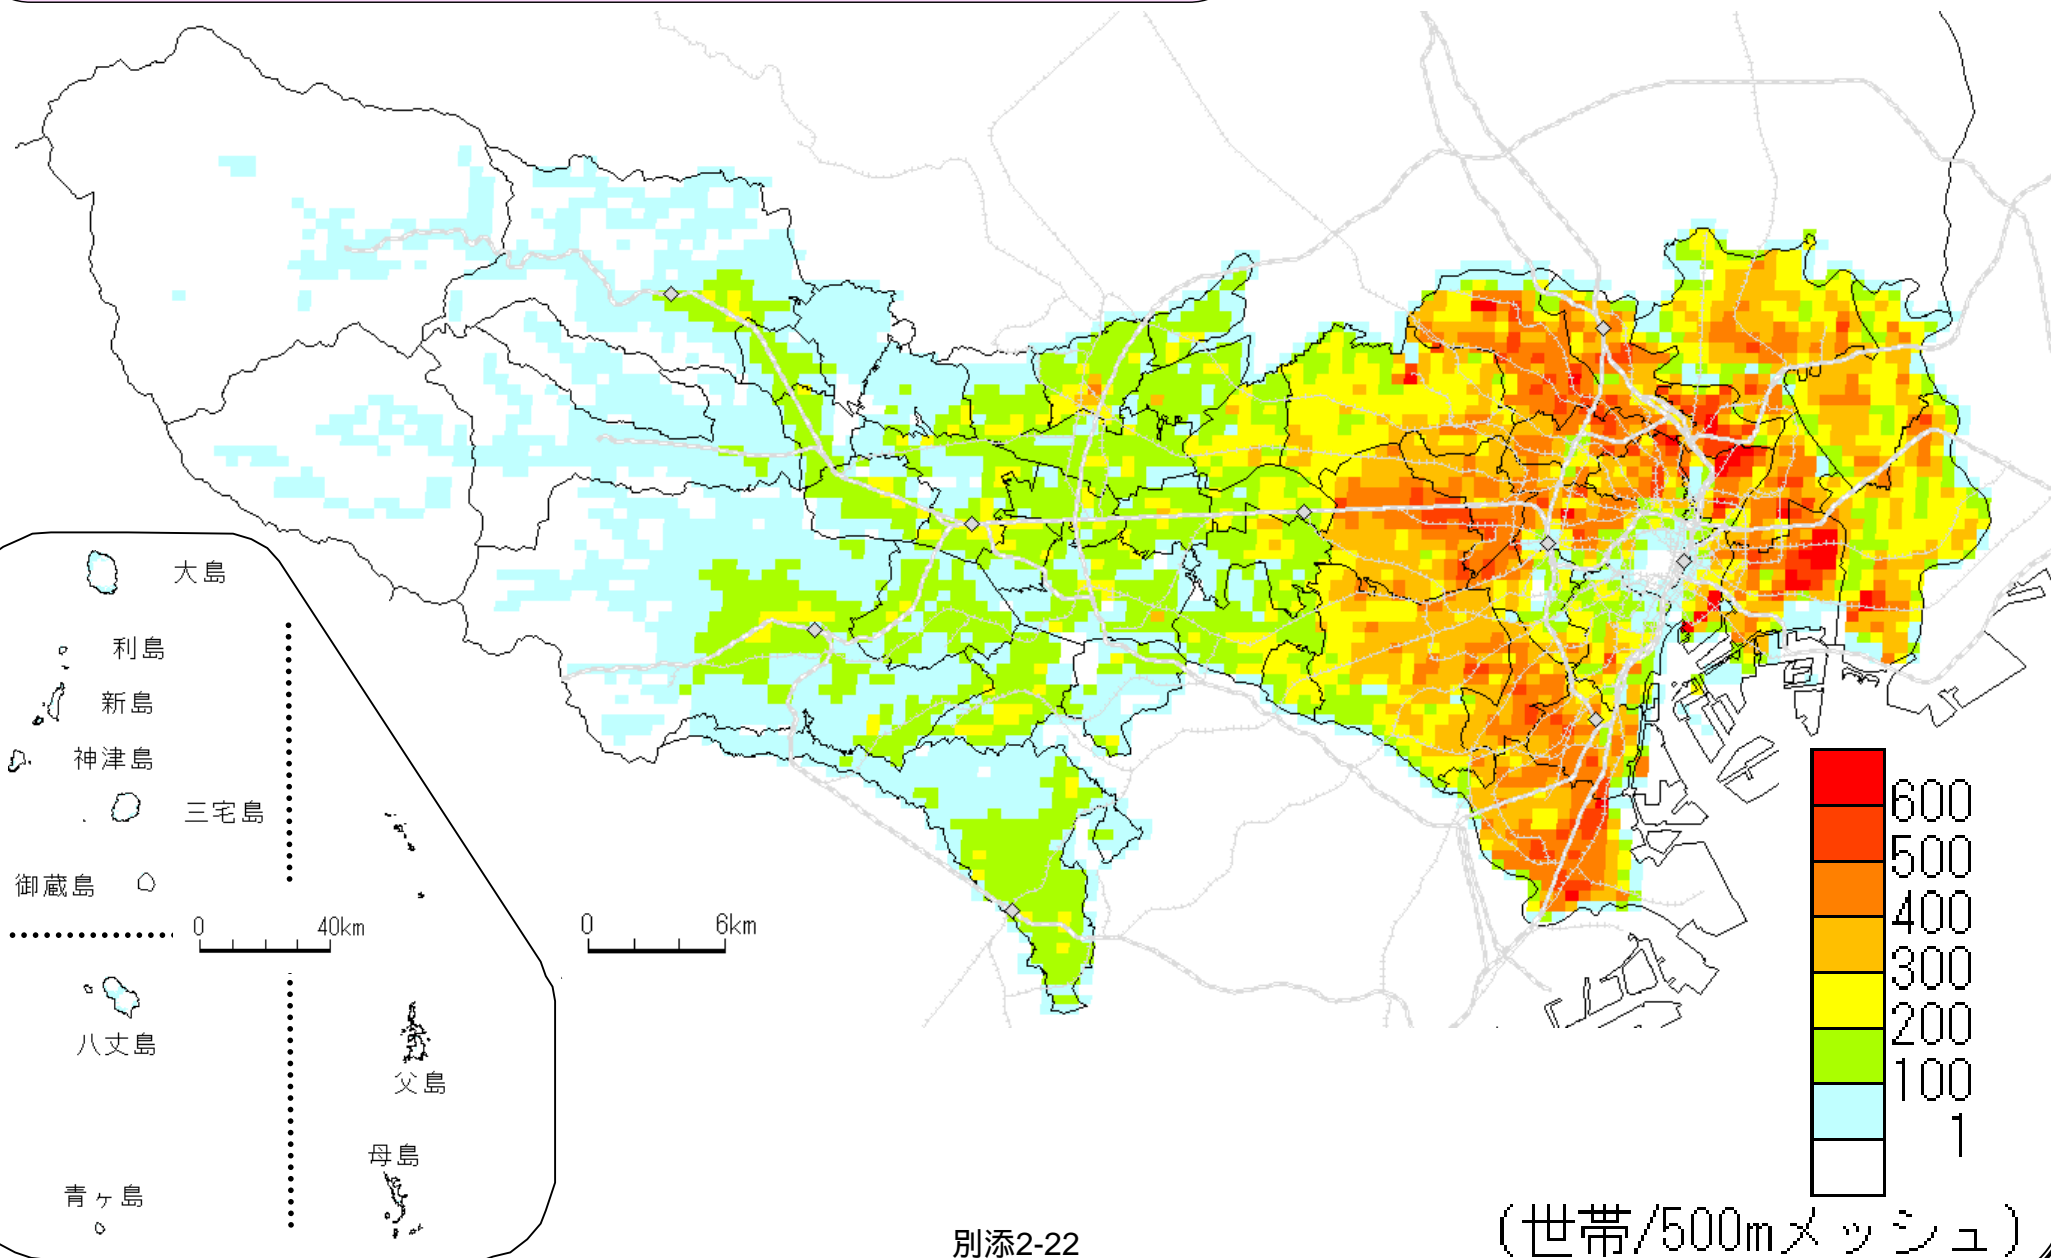 大島
利島
新島
神津島
三宅島
御蔵島
0 40km
0 6km
八丈島
父島
母島
青ヶ島
600
500
400
300
200
100
1
(世帯/500mメッシュ)
別添2-22